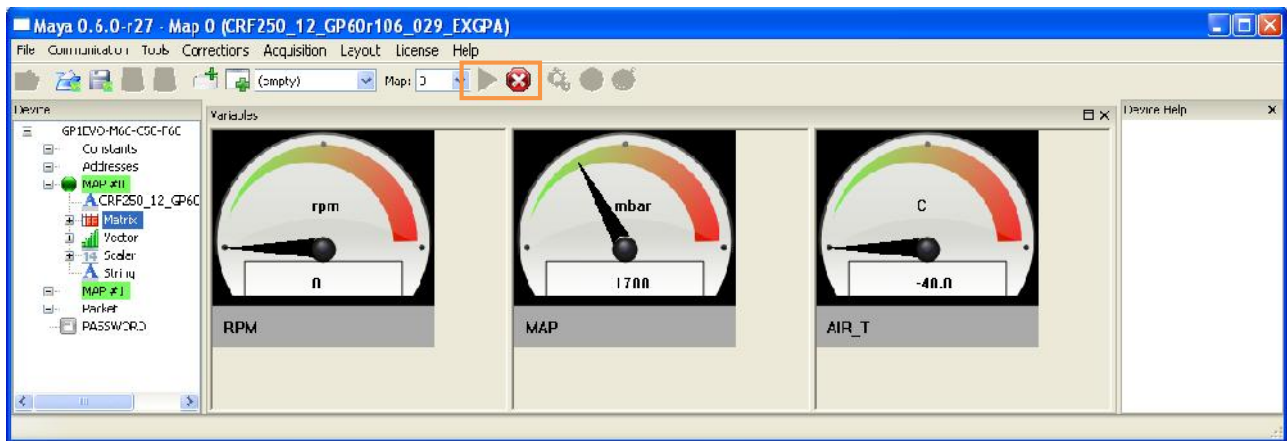 Maya 0.6.0-r27 - Map 0 (CRF250_12_GP60r106_029_EXGPA)
File Communication Tools Corrections Acquisition Layout License Help
(empty) Map: 0
Device
Variables
Device Help
GP1EVO-M6C-C5C-F6C
Constants
Addresses
MAP #0
CRF250_12_GP6C
Matrix
Vector
Scalar
String
MAP #1
Packet
PASSWORD
rpm
0
RPM
mbar
1700
MAP
C
-40.0
AIR_T